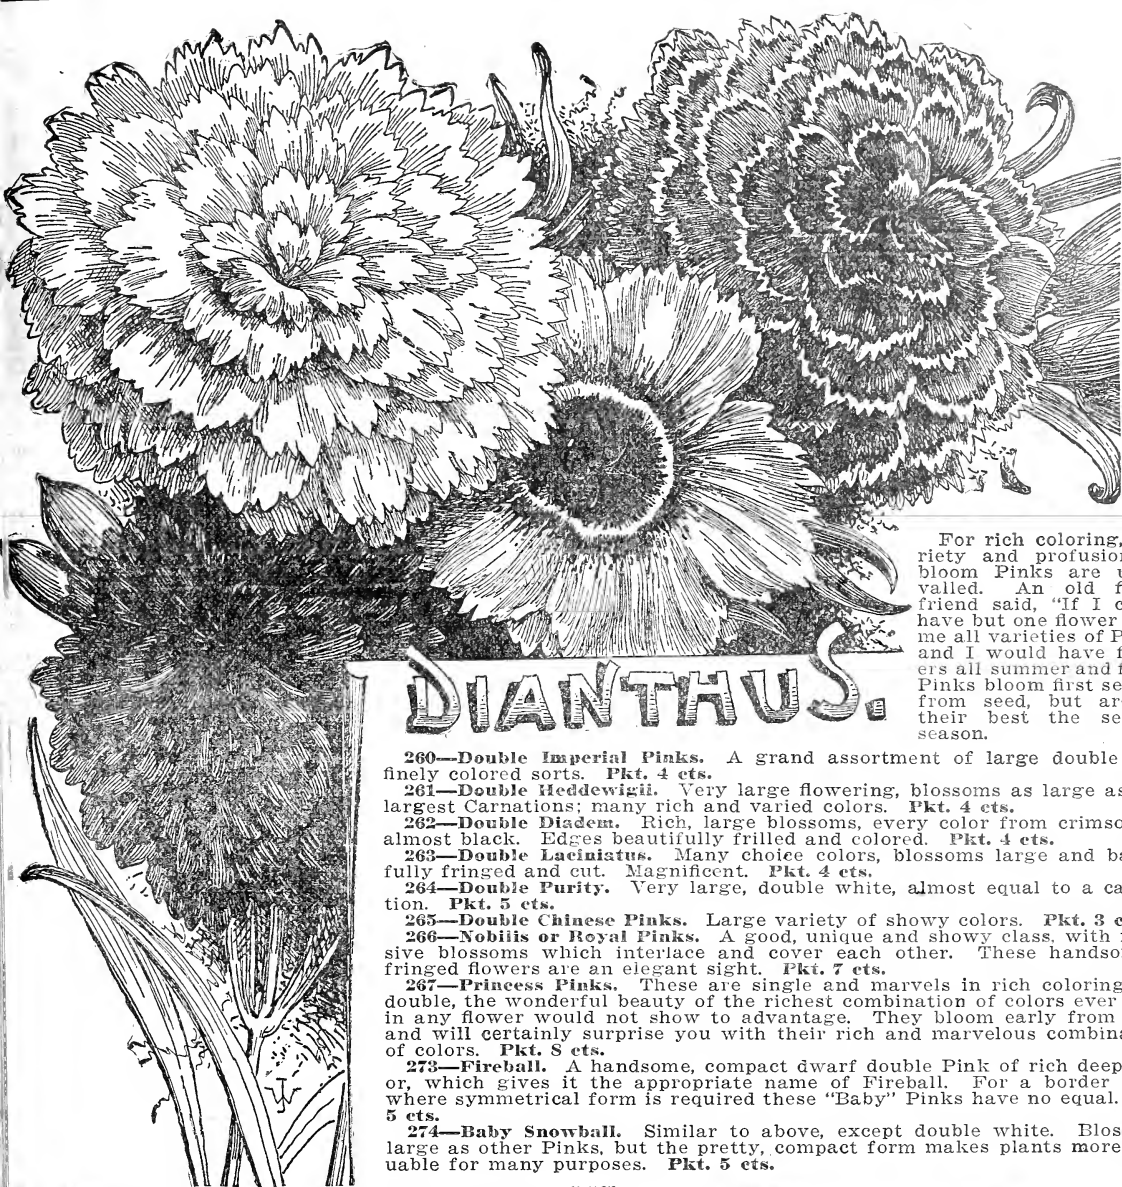 For rich coloring,
riety and profusion
bloom Pinks are
valled. An old
friend said, "If I
have but one flower
me all varieties of
and I would have
ers all summer and
Pinks bloom first
from seed, but
their best the
season.
DIANTHUS.
260—Double Imperial Pinks. A grand assortment of large double
finely colored sorts. Pkt. 4 cts.
261—Double Heddewigii. Very large flowering, blossoms as large as
largest Carnations; many rich and varied colors. Pkt. 4 cts.
262—Double Diadem. Rich, large blossoms, every color from
almost black. Edges beautifully frilled and colored. Pkt. 4 cts.
263—Double Laciniatus. Many choice colors, blossoms large and
fully fringed and cut. Magnificent. Pkt. 4 cts.
264—Double Purity. Very large, double white, almost equal to a
tion. Pkt. 5 cts.
265—Double Chinese Pinks. Large variety of showy colors. Pkt. 3
266—Nobilis or Royal Pinks. A good, unique and showy class, with
sive blossoms which interlace and cover each other. These
fringed flowers are an elegant sight. Pkt. 7 cts.
267—Princess Pinks. These are single and marvels in rich coloring
double, the wonderful beauty of the richest combination of colors ever
in any flower would not show to advantage. They bloom early from
and will certainly surprise you with their rich and marvelous
of colors. Pkt. 8 cts.
273—Fireball. A handsome, compact dwarf double Pink of rich deep
or, which gives it the appropriate name of Fireball. For a border
where symmetrical form is required these "Baby" Pinks have no equal.
5 cts.
274—Baby Snowball. Similar to above, except double white.
large as other Pinks, but the pretty, compact form makes plants more
uable for many purposes. Pkt. 5 cts.